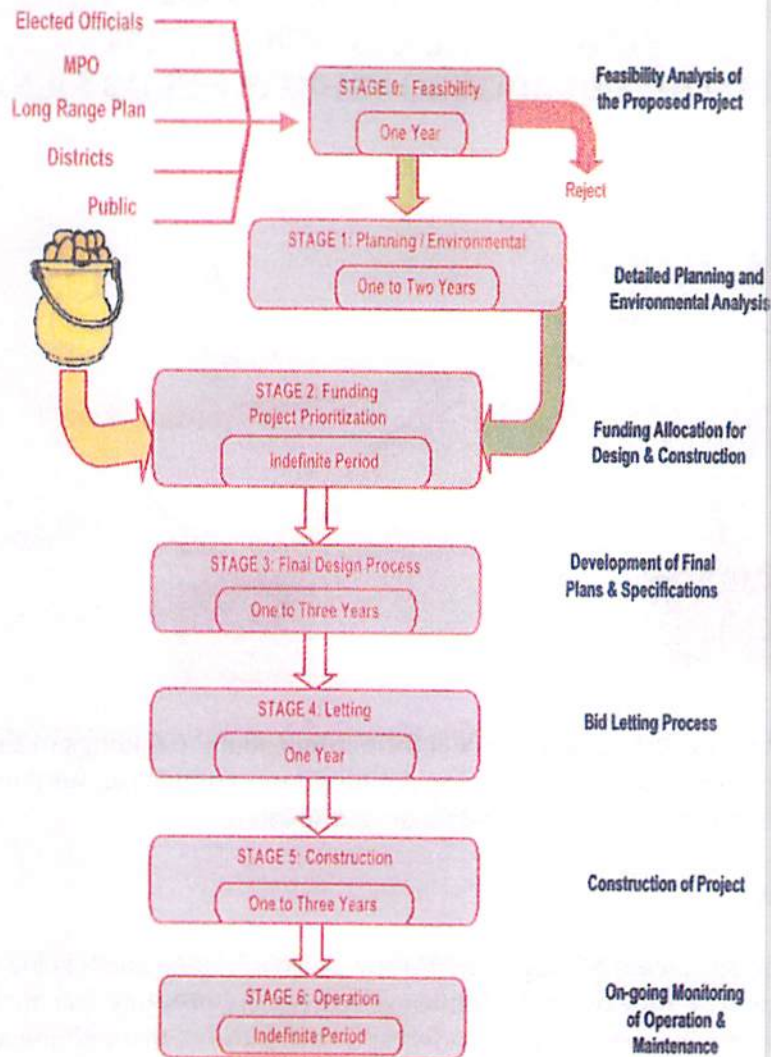 Elected Officials
MPO
Long Range Plan
Districts
Public
STAGE 0: Feasibility
One Year
Feasibility Analysis of
the Proposed Project
Reject
STAGE 1: Planning / Environmental
One to Two Years
Detailed Planning and
Environmental Analysis
STAGE 2: Funding
Project Prioritization
Indefinite Period
Funding Allocation for
Design & Construction
STAGE 3: Final Design Process
One to Three Years
Development of Final
Plans & Specifications
STAGE 4: Letting
One Year
Bid Letting Process
STAGE 5: Construction
One to Three Years
Construction of Project
STAGE 6: Operation
Indefinite Period
On-going Monitoring
of Operation &
Maintenance